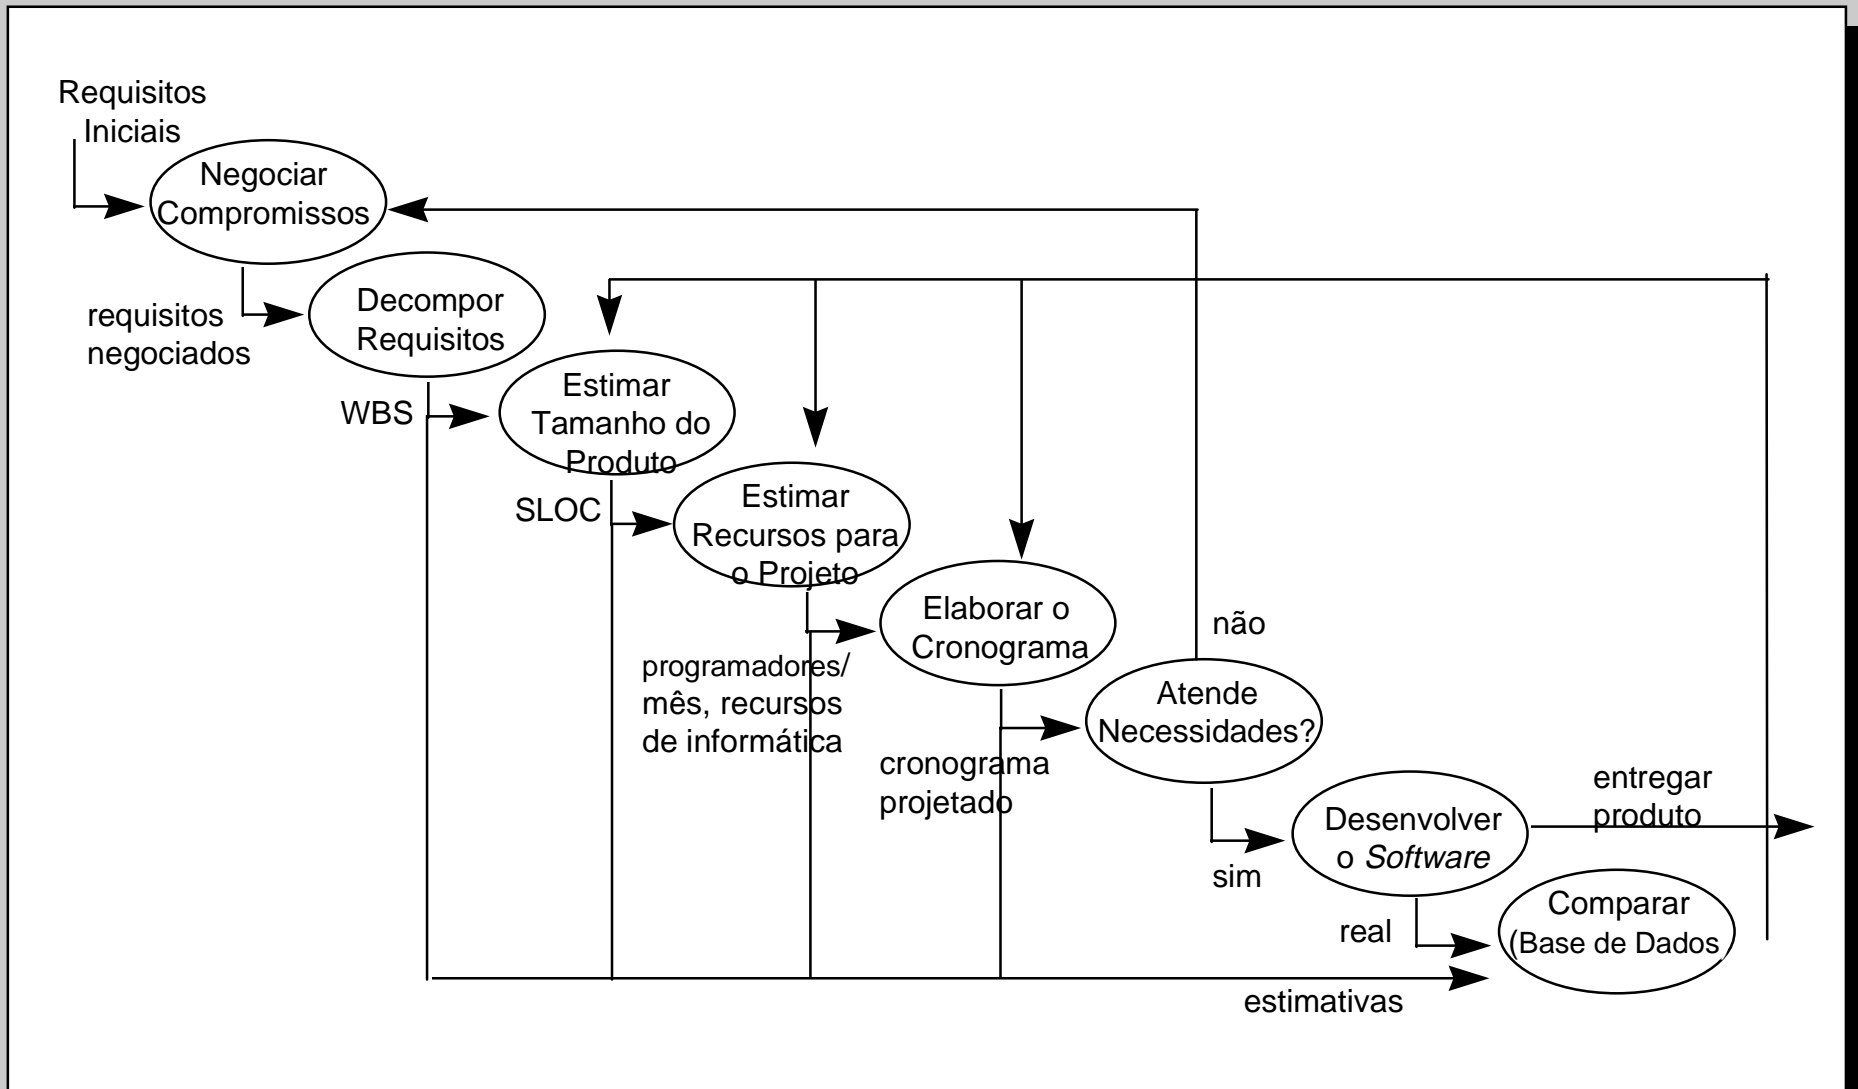 Requisitos
Iniciais
Negociar
Compromissos
requisitos
negociados
Decompor
Requisitos
WBS
Estimar
Tamanho do
Produto
SLOC
Estimar
Recursos para
o Projeto
programadores/
mês, recursos
de informática
Elaborar o
Cronograma
cronograma
projetado
não
Atende
Necessidades?
sim
Desenvolver
o Software
entregar
produto
real
Comparar
(Base de Dados
estimativas